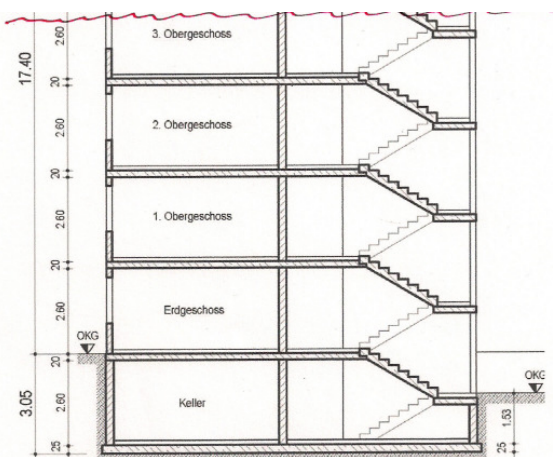 2.60
3. Obergeschoss
17.40
20
2.60
2. Obergeschoss
20
2.60
1. Obergeschoss
20
2.60
Erdgeschoss
OKG
20
3.05
2.60
Keller
OKG
1.53
25
25